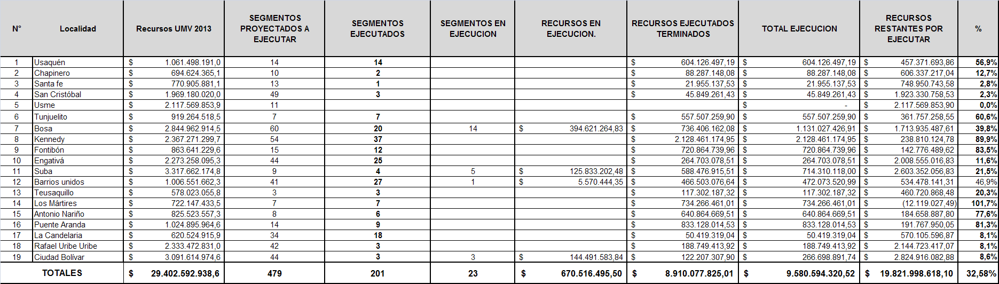 N° Localidad Recursos UMV 2013 SEGMENTOS PROYECTADOS A EJECUTAR SEGMENTOS EJECUTADOS SEGMENTOS EN EJECUCION RECURSOS EN EJECUCION. RECURSOS EJECUTADOS TERMINADOS TOTAL EJECUCION RECURSOS RESTANTES POR EJECUTAR %
1 Usaquén $ 1.061.498.191,0 14 14 $ 604.126.497,19 $ 604.126.497,19 $ 457.371.693,86 56,9%
2 Chapinero $ 694.624.365,1 10 2 $ 88.287.148,08 $ 88.287.148,08 $ 606.337.217,04 12,7%
3 Santa fe $ 770.905.881,1 13 1 $ 21.955.137,53 $ 21.955.137,53 $ 748.950.743,58 2,8%
4 San Cristóbal $ 1.969.180.020,0 49 3 $ 45.849.261,43 $ 45.849.261,43 $ 1.923.330.758,53 2,3%
5 Usme $ 2.117.569.853,9 11 $ - $ 2.117.569.853,90 0,0%
6 Tunjuelito $ 919.264.518,5 7 7 $ 557.507.259,90 $ 557.507.259,90 $ 361.757.258,55 60,6%
7 Bosa $ 2.844.962.914,5 60 20 14 $ 394.621.264,83 $ 736.406.162,08 $ 1.131.027.426,91 $ 1.713.935.487,61 39,8%
8 Kennedy $ 2.367.271.299,7 54 37 $ 2.128.461.174,95 $ 2.128.461.174,95 $ 238.810.124,78 89,9%
9 Fontibón $ 863.641.229,6 15 12 $ 720.864.739,96 $ 720.864.739,96 $ 142.776.489,62 83,5%
10 Engativá $ 2.273.258.095,3 44 25 $ 264.703.078,51 $ 264.703.078,51 $ 2.008.555.016,83 11,6%
11 Suba $ 3.317.662.174,8 9 4 5 $ 125.833.202,48 $ 588.476.915,51 $ 714.310.118,00 $ 2.603.352.056,83 21,5%
12 Barrios unidos $ 1.006.551.662,3 41 27 1 $ 5.570.444,35 $ 466.503.076,64 $ 472.073.520,99 $ 534.478.141,31 46,9%
13 Teusaquillo $ 578.023.055,8 3 3 $ 117.302.187,32 $ 117.302.187,32 $ 460.720.868,48 20,3%
14 Los Mártires $ 722.147.433,5 7 7 $ 734.266.461,01 $ 734.266.461,01 $ (12.119.027,49) 101,7%
15 Antonio Nariño $ 825.523.557,3 8 6 $ 640.864.669,51 $ 640.864.669,51 $ 184.658.887,80 77,6%
16 Puente Aranda $ 1.024.895.964,6 14 9 $ 833.128.014,53 $ 833.128.014,53 $ 191.767.950,05 81,3%
17 La Candelaria $ 620.524.915,9 34 18 $ 50.419.319,04 $ 50.419.319,04 $ 570.105.596,87 8,1%
18 Rafael Uribe Uribe $ 2.333.472.831,0 42 3 $ 188.749.413,92 $ 188.749.413,92 $ 2.144.723.417,07 8,1%
19 Ciudad Bolívar $ 3.091.614.974,6 44 3 3 $ 144.491.583,84 $ 122.207.307,90 $ 266.698.891,74 $ 2.824.916.082,88 8,6%
TOTALES $ 29.402.592.938,6 479 201 23 $ 670.516.495,50 $ 8.910.077.825,01 $ 9.580.594.320,52 $ 19.821.998.618,10 32,58%